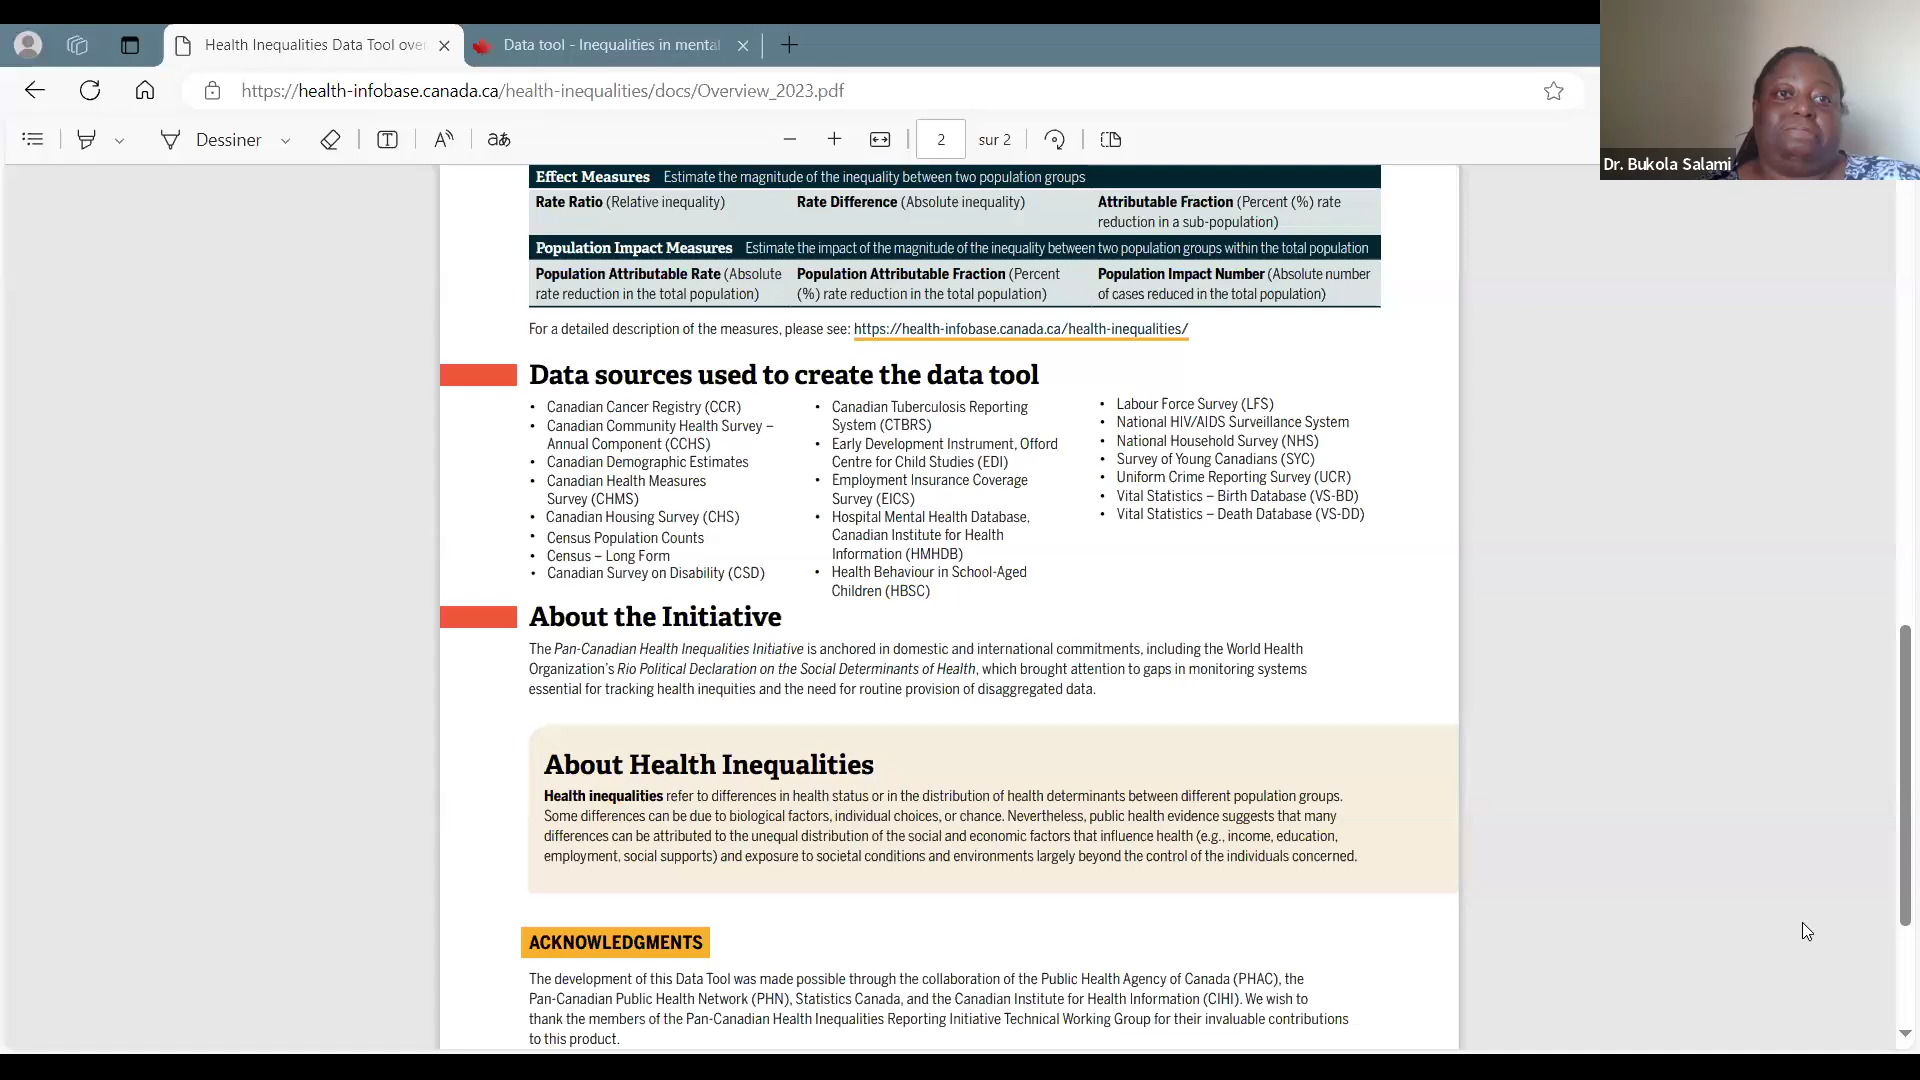 Health Inequalities Data Tool over
Data tool - Inequalities in mental
https://health-infobase.canada.ca/health-inequalities/docs/Overview_2023.pdf
Dessiner
2 sur 2
Dr. Bukola Salami
Effect Measures Estimate the magnitude of the inequality between two population groups
Rate Ratio (Relative inequality)
Rate Difference (Absolute inequality)
Attributable Fraction (Percent (%) rate
reduction in a sub-population)
Population Impact Measures Estimate the impact of the magnitude of the inequality between two population groups within the total population
Population Attributable Rate (Absolute
rate reduction in the total population)
Population Attributable Fraction (Percent
(%) rate reduction in the total population)
Population Impact Number (Absolute number
of cases reduced in the total population)
For a detailed description of the measures, please see: https://health-infobase.canada.ca/health-inequalities/
Data sources used to create the data tool
• Canadian Cancer Registry (CCR)
• Canadian Community Health Survey –
Annual Component (CCHS)
• Canadian Demographic Estimates
• Canadian Health Measures
Survey (CHMS)
• Canadian Housing Survey (CHS)
• Census Population Counts
• Census – Long Form
• Canadian Survey on Disability (CSD)
• Canadian Tuberculosis Reporting
System (CTBRS)
• Early Development Instrument, Offord
Centre for Child Studies (EDI)
• Employment Insurance Coverage
Survey (EICS)
• Hospital Mental Health Database,
Canadian Institute for Health
Information (HMHDB)
• Health Behaviour in School-Aged
Children (HBSC)
• Labour Force Survey (LFS)
• National HIV/AIDS Surveillance System
• National Household Survey (NHS)
• Survey of Young Canadians (SYC)
• Uniform Crime Reporting Survey (UCR)
• Vital Statistics – Birth Database (VS-BD)
• Vital Statistics – Death Database (VS-DD)
About the Initiative
The Pan-Canadian Health Inequalities Initiative is anchored in domestic and international commitments, including the World Health
Organization's Rio Political Declaration on the Social Determinants of Health, which brought attention to gaps in monitoring systems
essential for tracking health inequities and the need for routine provision of disaggregated data.
About Health Inequalities
Health inequalities refer to differences in health status or in the distribution of health determinants between different population groups.
Some differences can be due to biological factors, individual choices, or chance. Nevertheless, public health evidence suggests that many
differences can be attributed to the unequal distribution of the social and economic factors that influence health (e.g., income, education,
employment, social supports) and exposure to societal conditions and environments largely beyond the control of the individuals concerned.
ACKNOWLEDGMENTS
The development of this Data Tool was made possible through the collaboration of the Public Health Agency of Canada (PHAC), the
Pan-Canadian Public Health Network (PHN), Statistics Canada, and the Canadian Institute for Health Information (CIHI). We wish to
thank the members of the Pan-Canadian Health Inequalities Reporting Initiative Technical Working Group for their invaluable contributions
to this product.